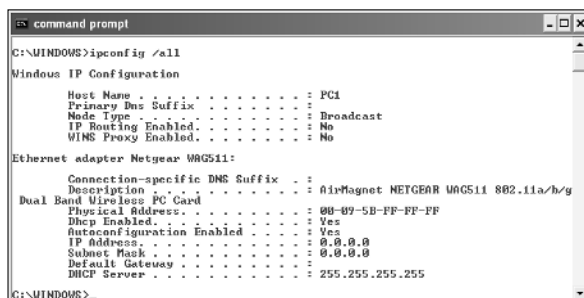 command prompt
C:\WINDOWS>ipconfig /all
Windows IP Configuration
Host Name . . . . . . . . . . . . : PC1
Primary Dns Suffix . . . . . . . :
Node Type . . . . . . . . . . . . : Broadcast
IP Routing Enabled. . . . . . . . : No
WINS Proxy Enabled. . . . . . . . : No
Ethernet adapter Netgear WAG511:
Connection-specific DNS Suffix . :
Description . . . . . . . . . . . : AirMagnet NETGEAR WAG511 802.11a/b/g
Dual Band Wireless PC Card
Physical Address. . . . . . . . . : 00-09-5B-FF-FF-FF
Dhcp Enabled. . . . . . . . . . . : Yes
Autoconfiguration Enabled . . . . : Yes
IP Address. . . . . . . . . . . . : 0.0.0.0
Subnet Mask . . . . . . . . . . . : 0.0.0.0
Default Gateway . . . . . . . . . :
DHCP Server . . . . . . . . . . . : 255.255.255.255
C:\WINDOWS>_